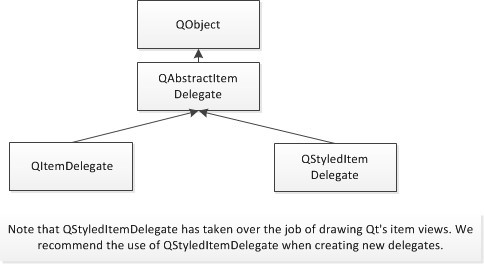 QObject
QAbstractItem
Delegate
QItemDelegate
QStyledItem
Delegate
Note that QStyledItemDelegate has taken over the job of drawing Qt's item views. We
recommend the use of QStyledItemDelegate when creating new delegates.